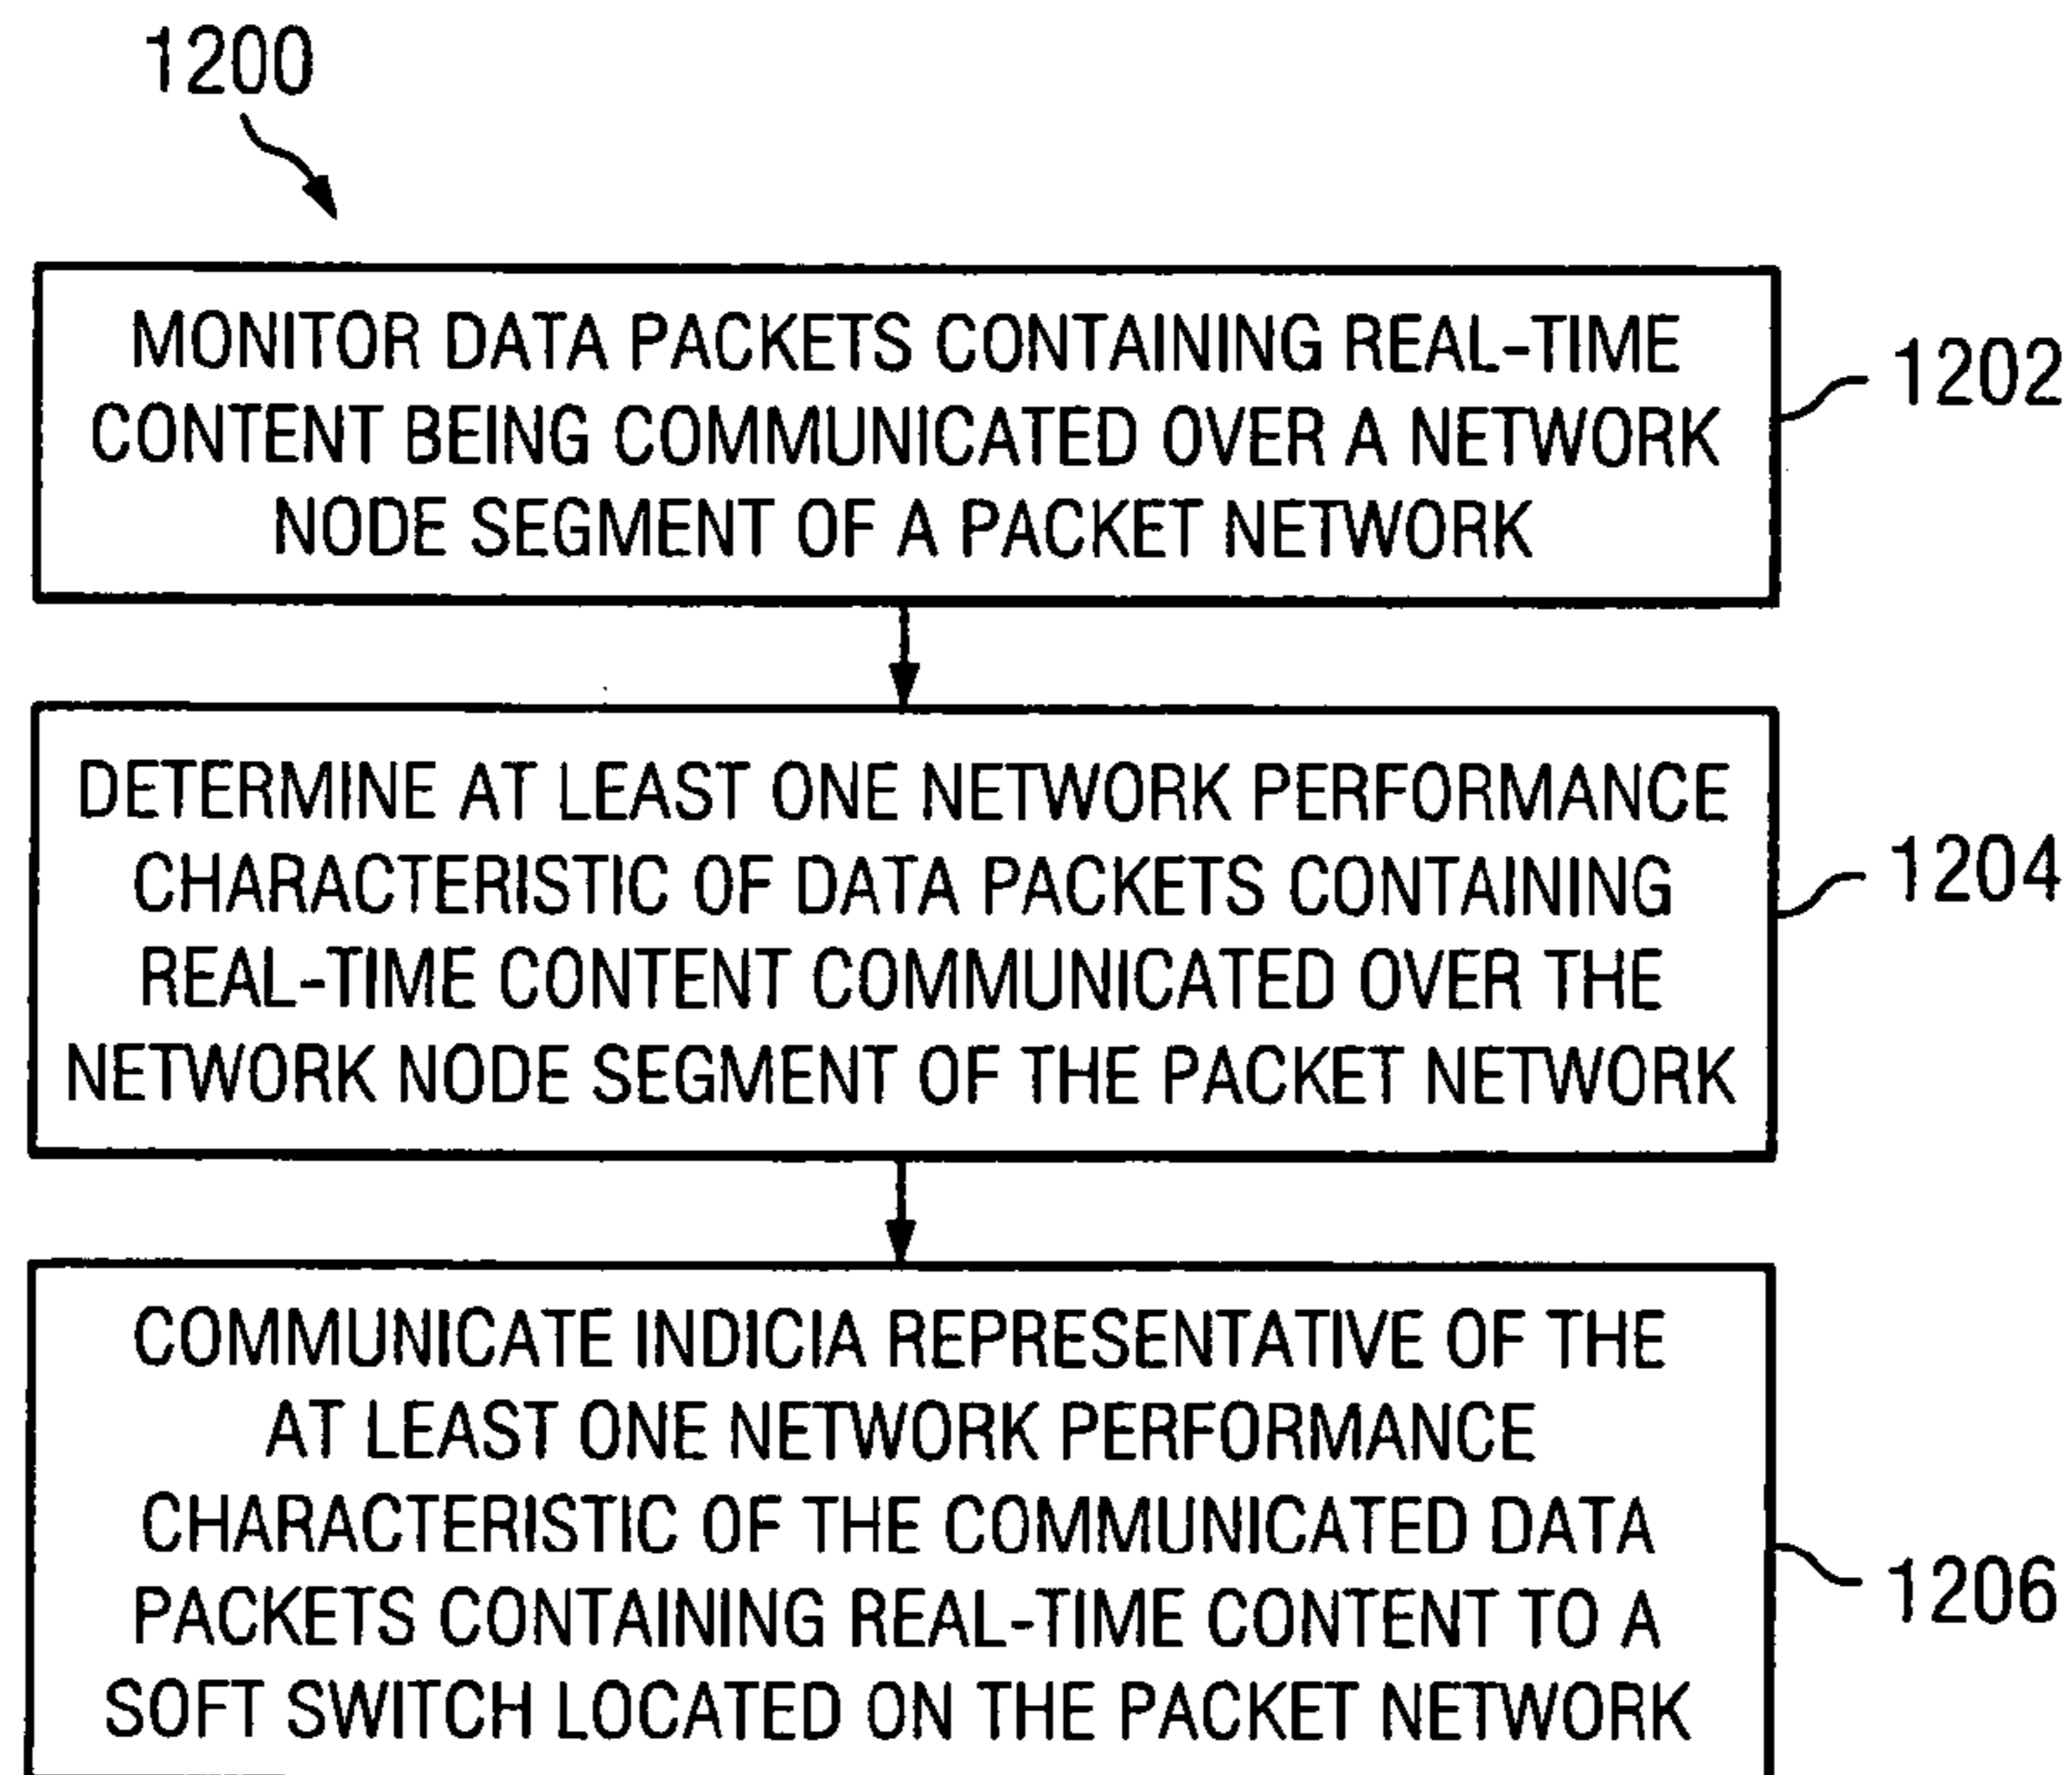 1200
MONITOR DATA PACKETS CONTAINING REAL-TIME
CONTENT BEING COMMUNICATED OVER A NETWORK
NODE SEGMENT OF A PACKET NETWORK
1202
DETERMINE AT LEAST ONE NETWORK PERFORMANCE
CHARACTERISTIC OF DATA PACKETS CONTAINING
REAL-TIME CONTENT COMMUNICATED OVER THE
NETWORK NODE SEGMENT OF THE PACKET NETWORK
1204
COMMUNICATE INDICIA REPRESENTATIVE OF THE
AT LEAST ONE NETWORK PERFORMANCE
CHARACTERISTIC OF THE COMMUNICATED DATA
PACKETS CONTAINING REAL-TIME CONTENT TO A
SOFT SWITCH LOCATED ON THE PACKET NETWORK
1206